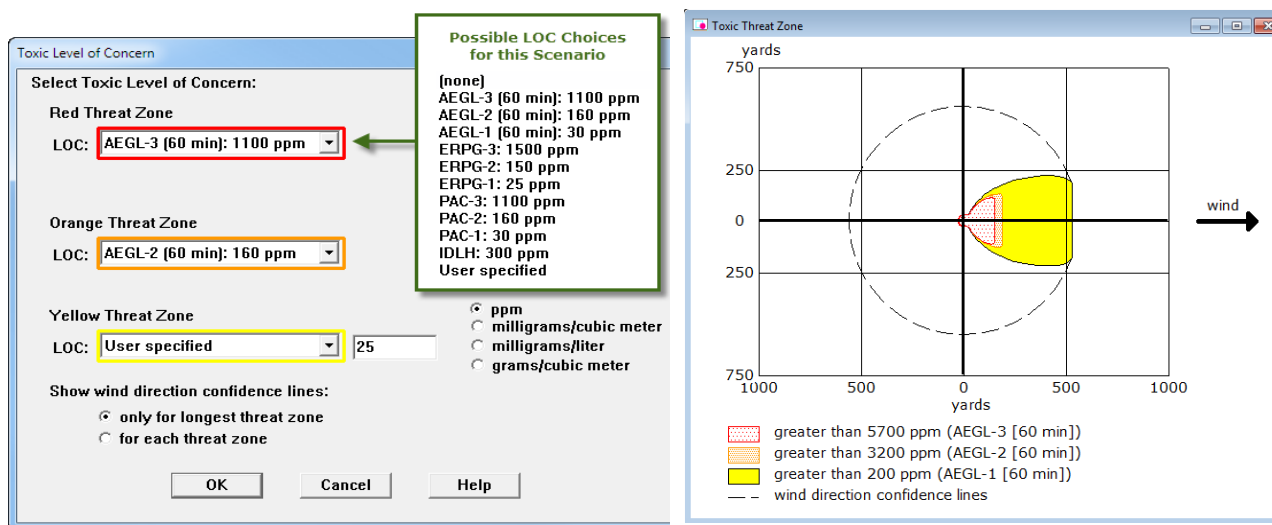 Toxic Level of Concern
Select Toxic Level of Concern:
Red Threat Zone
LOC: AEGL-3 (60 min): 1100 ppm
Orange Threat Zone
LOC: AEGL-2 (60 min): 160 ppm
Yellow Threat Zone
LOC: User specified 25
ppm
milligrams/cubic meter
milligrams/liter
grams/cubic meter
Show wind direction confidence lines:
only for longest threat zone
for each threat zone
OK Cancel Help
Possible LOC Choices
for this Scenario
(none)
AEGL-3 (60 min): 1100 ppm
AEGL-2 (60 min): 160 ppm
AEGL-1 (60 min): 30 ppm
ERPG-3: 1500 ppm
ERPG-2: 150 ppm
ERPG-1: 25 ppm
PAC-3: 1100 ppm
PAC-2: 160 ppm
PAC-1: 30 ppm
IDLH: 300 ppm
User specified
Toxic Threat Zone
yards
750
250
0
250
750
1000 500 0 500 1000
yards
wind
greater than 5700 ppm (AEGL-3 [60 min])
greater than 3200 ppm (AEGL-2 [60 min])
greater than 200 ppm (AEGL-1 [60 min])
wind direction confidence lines